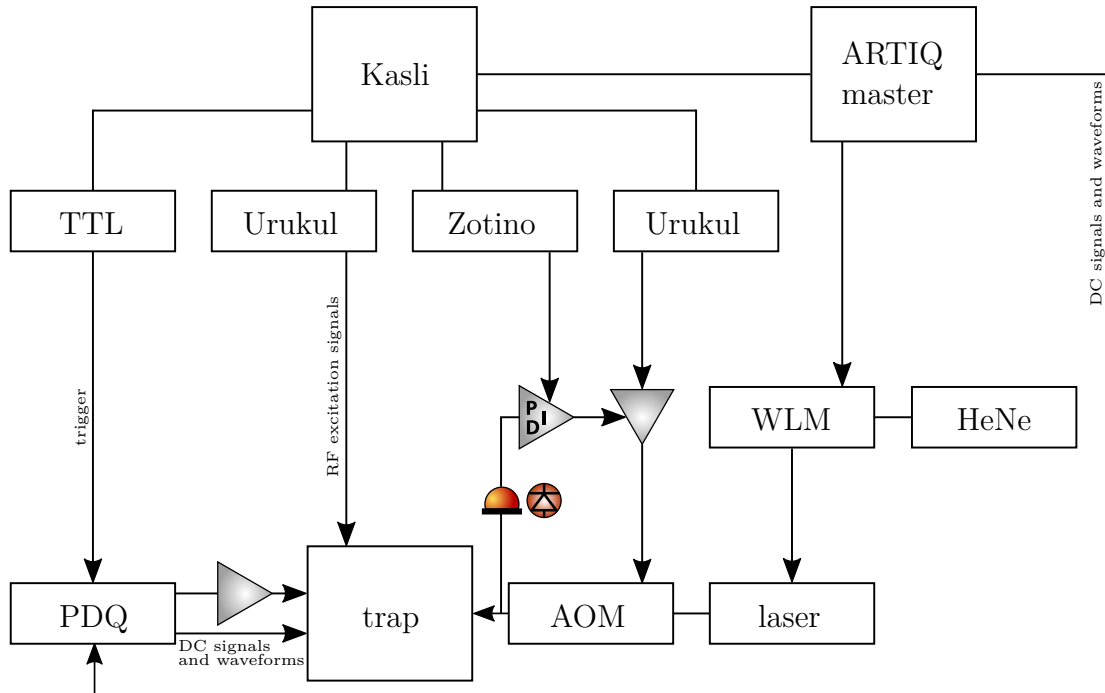 Kasli
ARTIQ
master
DC signals and waveforms
TTL
Urukul
Zotino
Urukul
trigger
RF excitation signals
P
I
D
WLM
HeNe
PDQ
DC signals
and waveforms
trap
AOM
laser